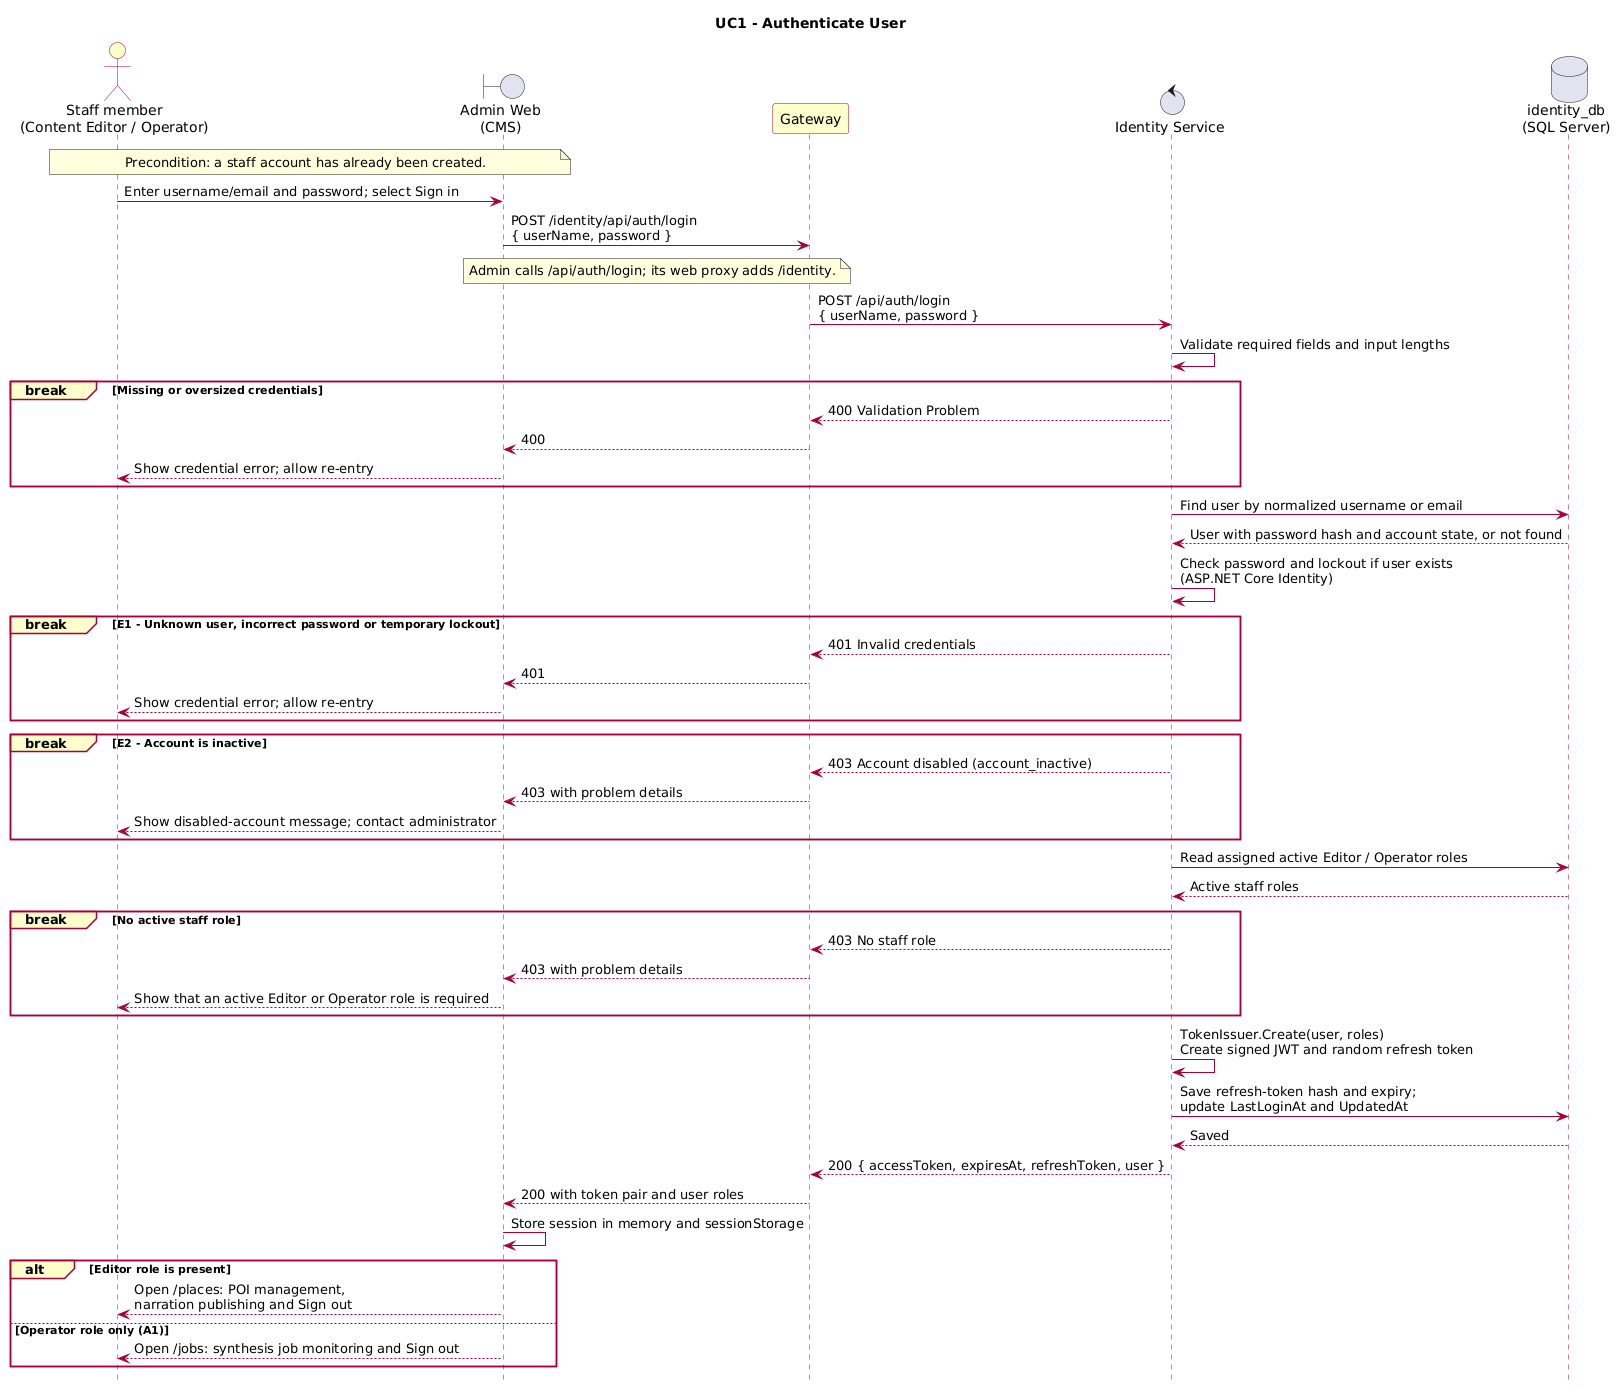 UC1 - Authenticate User
Staff member
(Content Editor / Operator)
Admin Web
(CMS)
Gateway
Identity Service
identity_db
(SQL Server)
Precondition: a staff account has already been created.
Enter username/email and password; select Sign in
POST /identity/api/auth/login
{ userName, password }
Admin calls /api/auth/login; its web proxy adds /identity.
POST /api/auth/login
{ userName, password }
Validate required fields and input lengths
break [Missing or oversized credentials]
400 Validation Problem
400
Show credential error; allow re-entry
Find user by normalized username or email
User with password hash and account state, or not found
Check password and lockout if user exists
(ASP.NET Core Identity)
break [E1 - Unknown user, incorrect password or temporary lockout]
401 Invalid credentials
401
Show credential error; allow re-entry
break [E2 - Account is inactive]
403 Account disabled (account_inactive)
403 with problem details
Show disabled-account message; contact administrator
Read assigned active Editor / Operator roles
Active staff roles
break [No active staff role]
403 No staff role
403 with problem details
Show that an active Editor or Operator role is required
TokenIssuer.Create(user, roles)
Create signed JWT and random refresh token
Save refresh-token hash and expiry;
update LastLoginAt and UpdatedAt
Saved
200 { accessToken, expiresAt, refreshToken, user }
200 with token pair and user roles
Store session in memory and sessionStorage
alt [Editor role is present]
Open /places: POI management,
narration publishing and Sign out
[Operator role only (A1)]
Open /jobs: synthesis job monitoring and Sign out